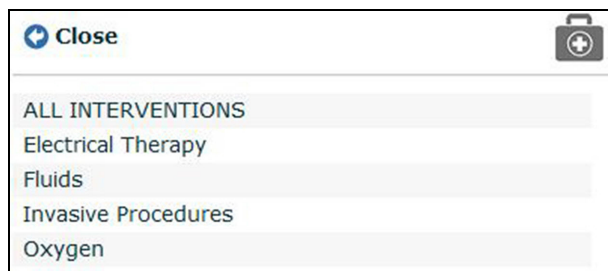 Close
ALL INTERVENTIONS
Electrical Therapy
Fluids
Invasive Procedures
Oxygen